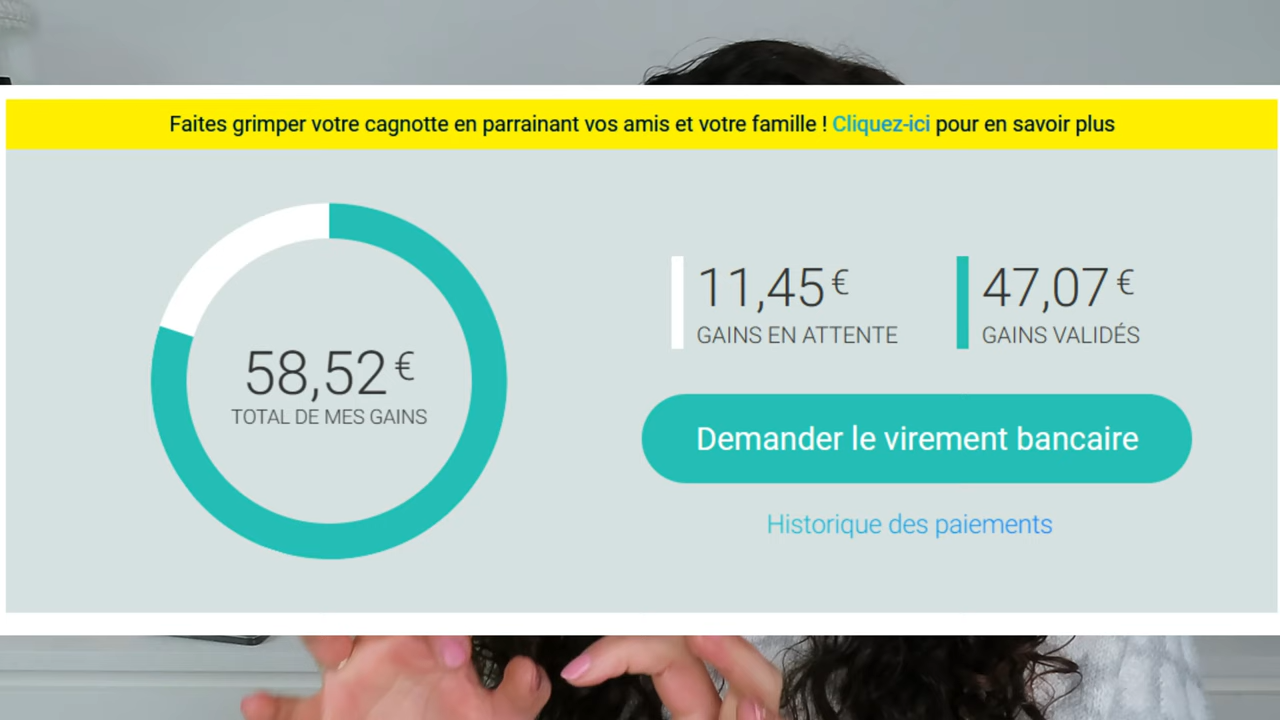 Faites grimper votre cagnotte en parrainant vos amis et votre famille ! Cliquez-ici pour en savoir plus
58,52 €
TOTAL DE MES GAINS
11,45 €
GAINS EN ATTENTE
47,07 €
GAINS VALIDÉS
Demander le virement bancaire
Historique des paiements